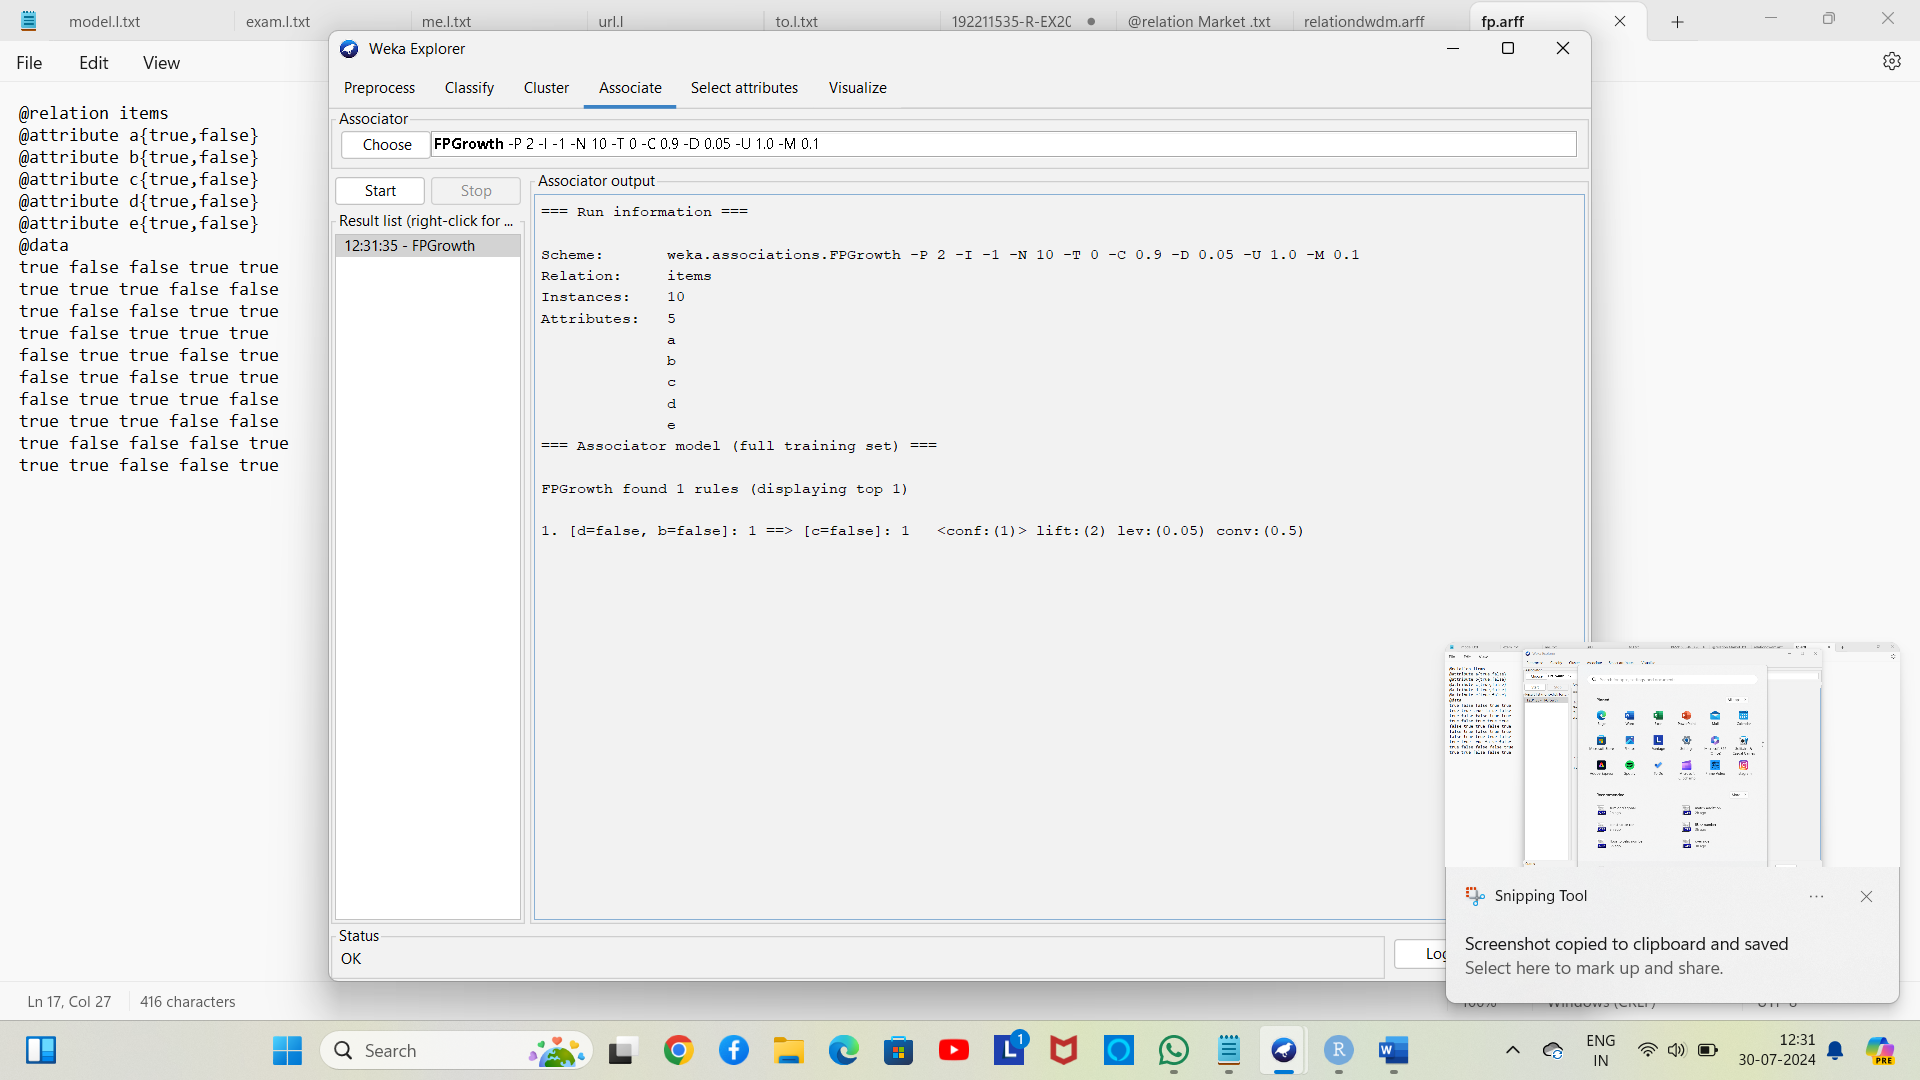 model.l.txt
exam.l.txt
me.l.txt
url.l
to.l.txt
192211535-R-EX20
@relation Market .txt
relationdwdm.arff
fp.arff
File Edit View
@relation items
@attribute a{true,false}
@attribute b{true,false}
@attribute c{true,false}
@attribute d{true,false}
@attribute e{true,false}
@data
true false false true true
true true true false false
true false false true true
true false true true true
false true true false true
false true false true true
false true true true false
true true true false false
true false false false true
true true false false true
Ln 17, Col 27
416 characters
Weka Explorer
Preprocess Classify Cluster Associate Select attributes Visualize
Associator
Choose
FPGrowth -P 2 -I -1 -N 10 -T 0 -C 0.9 -D 0.05 -U 1.0 -M 0.1
Start
Stop
Result list (right-click for ...
12:31:35 - FPGrowth
Associator output
=== Run information ===
Scheme: weka.associations.FPGrowth -P 2 -I -1 -N 10 -T 0 -C 0.9 -D 0.05 -U 1.0 -M 0.1
Relation: items
Instances: 10
Attributes: 5
a
b
c
d
e
=== Associator model (full training set) ===
FPGrowth found 1 rules (displaying top 1)
1. [d=false, b=false]: 1 ==> [c=false]: 1 <conf:(1)> lift:(2) lev:(0.05) conv:(0.5)
Status
OK
Log
Snipping Tool
Screenshot copied to clipboard and saved
Select here to mark up and share.
100%
Windows (CRLF)
UTF-8
Search
1
ENG
IN
12:31
30-07-2024
PRE